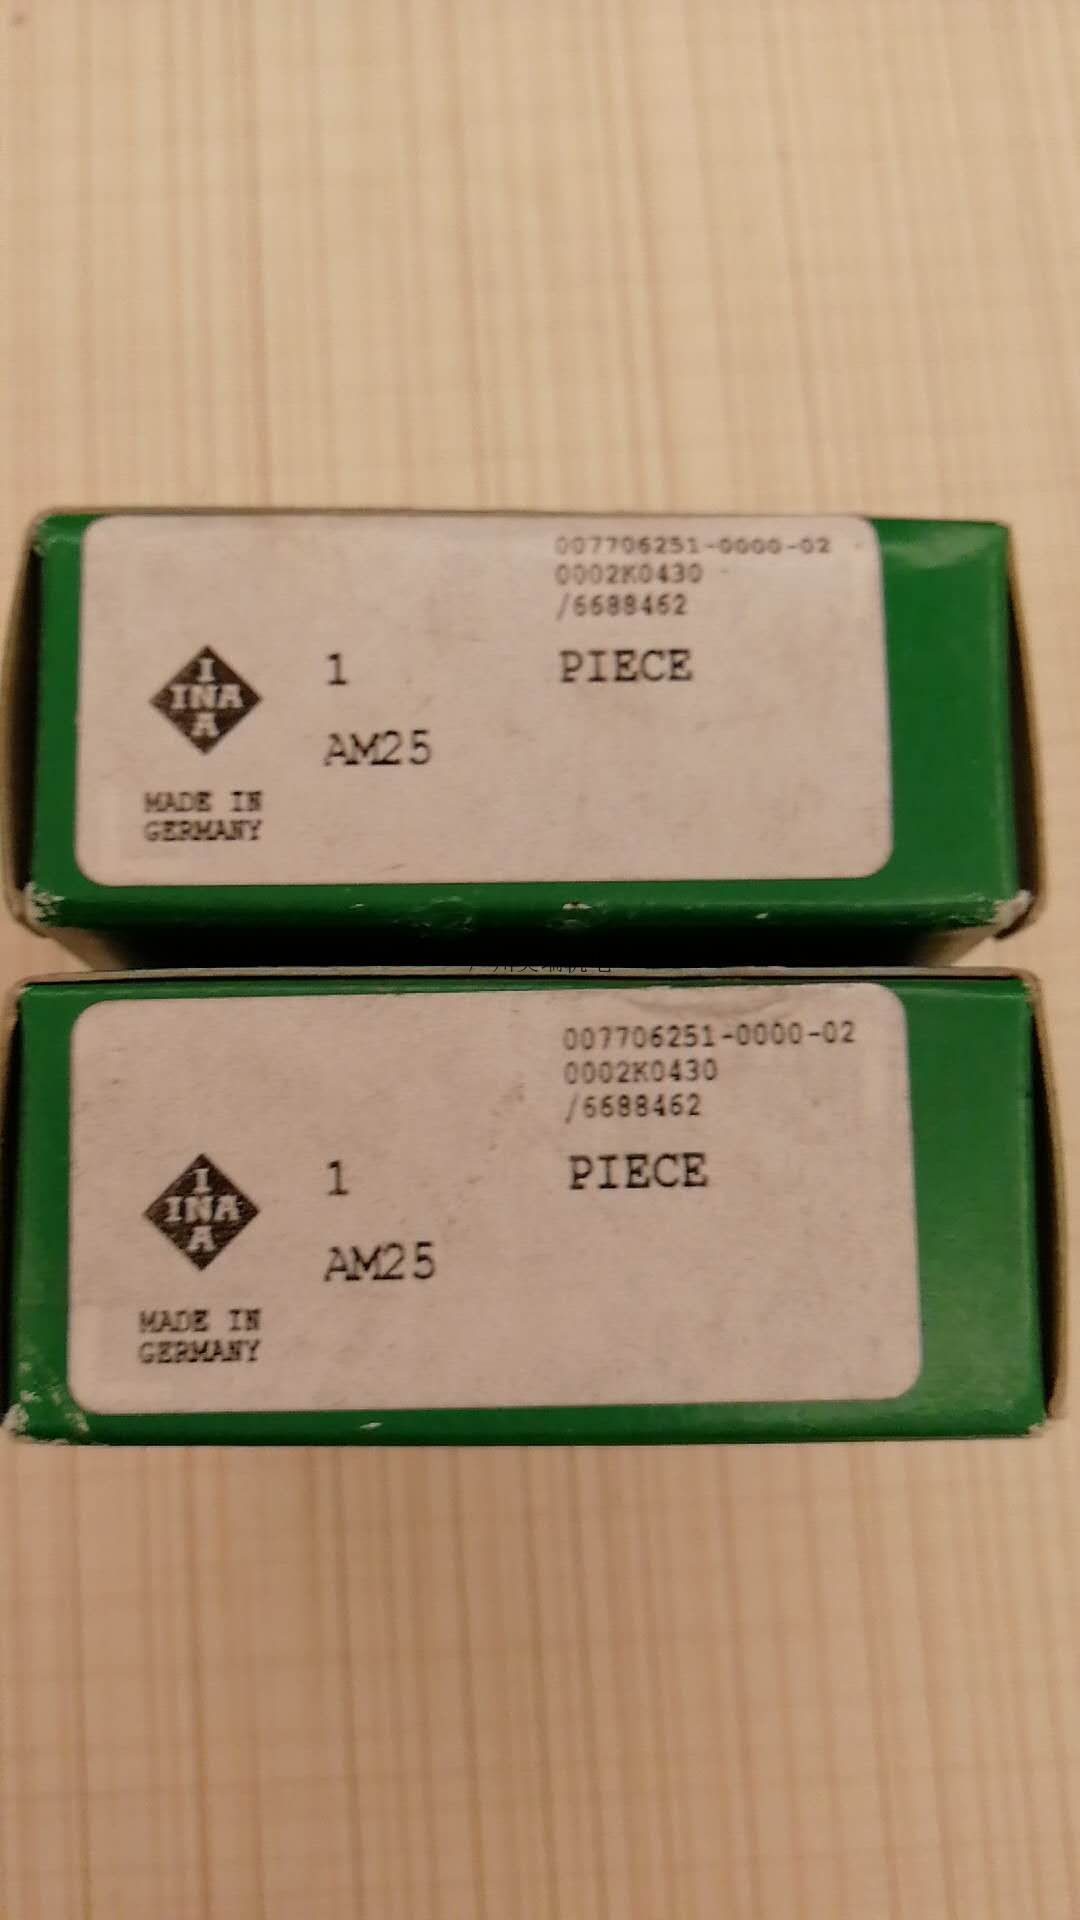 007706251-0000-02
0002K0430
/6688462
I
INA
A
1 PIECE
AM25
MADE IN
GERMANY
007706251-0000-02
0002K0430
/6688462
I
INA
A
1 PIECE
AM25
MADE IN
GERMANY